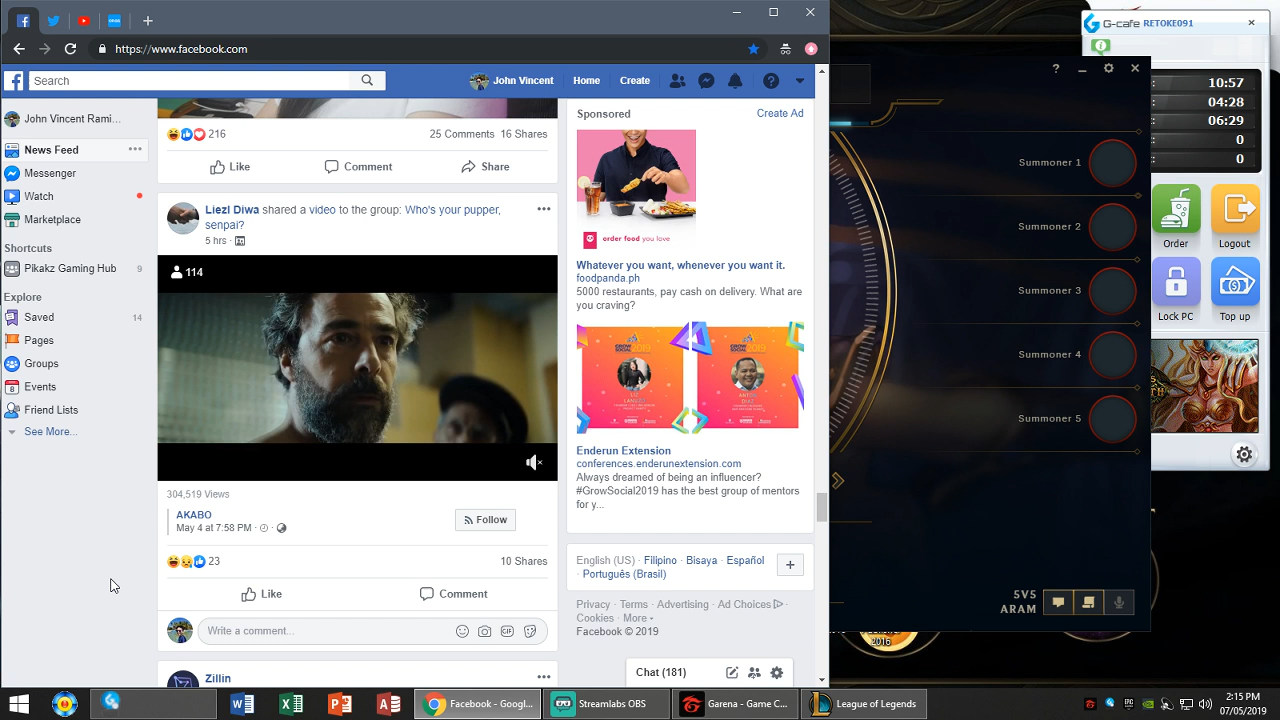 https://www.facebook.com
Search
John Vincent
Home
Create
John Vincent Rami...
News Feed
Messenger
Watch
Marketplace
Shortcuts
Pikakz Gaming Hub 9
Explore
Saved 14
Pages
Groups
Events
Friend Lists
See More...
216
25 Comments 16 Shares
Like
Comment
Share
Liezl Diwa shared a video to the group: Who's your pupper,
senpai?
5 hrs ·
114
304,519 Views
AKABO
May 4 at 7:58 PM ·
Follow
23
10 Shares
Like
Comment
Write a comment...
GIF
Zillin
Sponsored
Create Ad
order food you love
Whatever you want, whenever you want it.
foodpanda.ph
5000 restaurants, pay cash on delivery. What are
you craving?
Enderun Extension
conferences.enderunextension.com
Always dreamed of being an influencer?
#GrowSocial2019 has the best group of mentors
for y...
English (US) · Filipino · Bisaya · Español
· Português (Brasil)
Privacy · Terms · Advertising · Ad Choices ·
Cookies · More
Facebook © 2019
Chat (181)
Summoner 1
Summoner 2
Summoner 3
Summoner 4
Summoner 5
5V5
ARAM
G-cafe RETOKE091
: 10:57
: 04:28
: 06:29
: 0
: 0
Order
Logout
Lock PC
Top up
Facebook - Googl...
Streamlabs OBS
Garena - Game C...
League of Legends
2:15 PM
07/05/2019